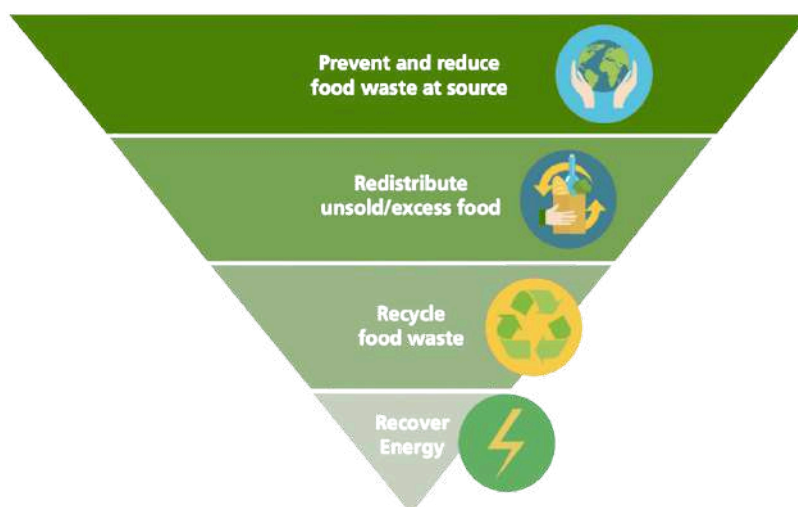 Prevent and reduce
food waste at source
Redistribute
unsold/excess food
Recycle
food waste
Recover
Energy